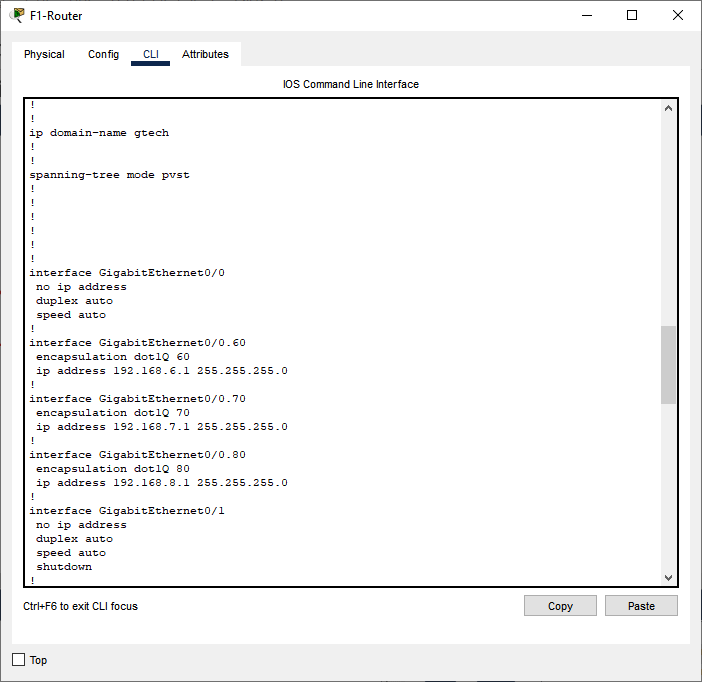 F1-Router
Physical Config CLI Attributes
IOS Command Line Interface
!
!
ip domain-name gtech
!
!
spanning-tree mode pvst
!
!
!
!
!
!
interface GigabitEthernet0/0
no ip address
duplex auto
speed auto
!
interface GigabitEthernet0/0.60
encapsulation dot1Q 60
ip address 192.168.6.1 255.255.255.0
!
interface GigabitEthernet0/0.70
encapsulation dot1Q 70
ip address 192.168.7.1 255.255.255.0
!
interface GigabitEthernet0/0.80
encapsulation dot1Q 80
ip address 192.168.8.1 255.255.255.0
!
interface GigabitEthernet0/1
no ip address
duplex auto
speed auto
shutdown
!
Ctrl+F6 to exit CLI focus
Copy Paste
Top